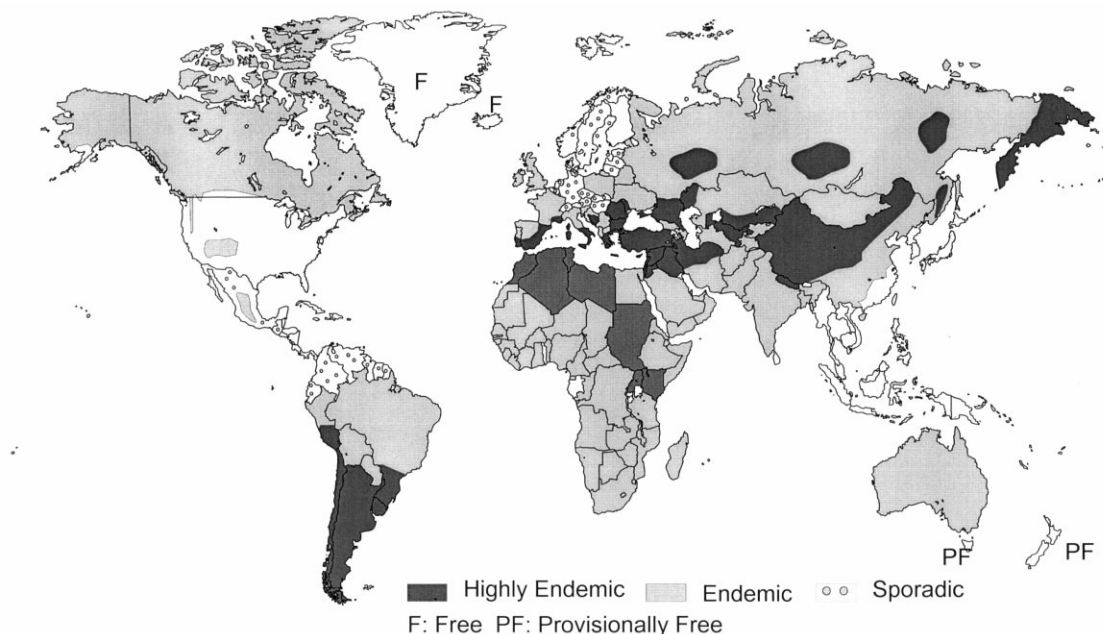 F
F
PF
PF
Highly Endemic Endemic Sporadic
F: Free PF: Provisionally Free